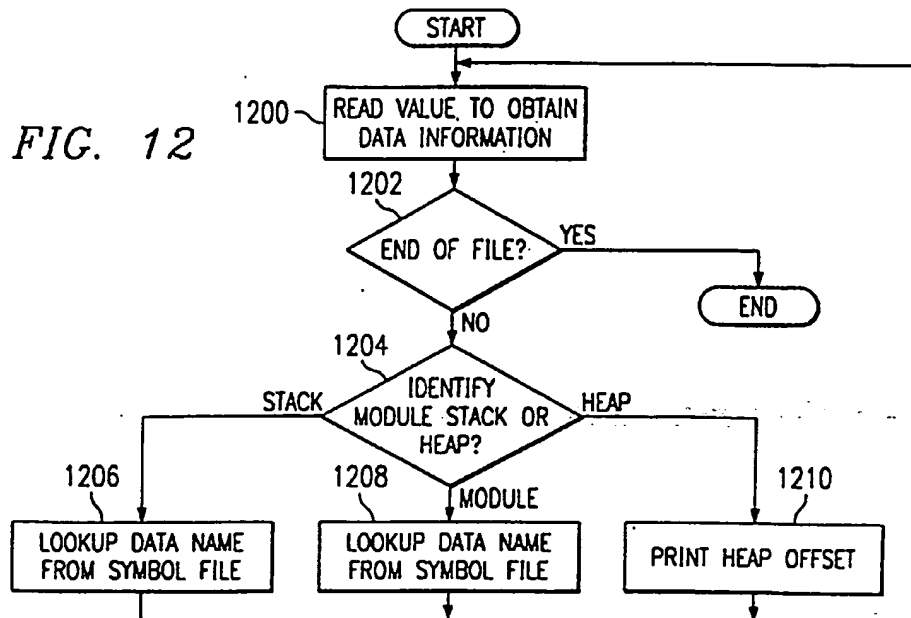 START
1200
READ VALUE TO OBTAIN
DATA INFORMATION
FIG. 12
1202
END OF FILE?
YES
END
NO
1204
IDENTIFY
MODULE STACK OR
HEAP?
STACK
HEAP
MODULE
1206
LOOKUP DATA NAME
FROM SYMBOL FILE
1208
LOOKUP DATA NAME
FROM SYMBOL FILE
1210
PRINT HEAP OFFSET